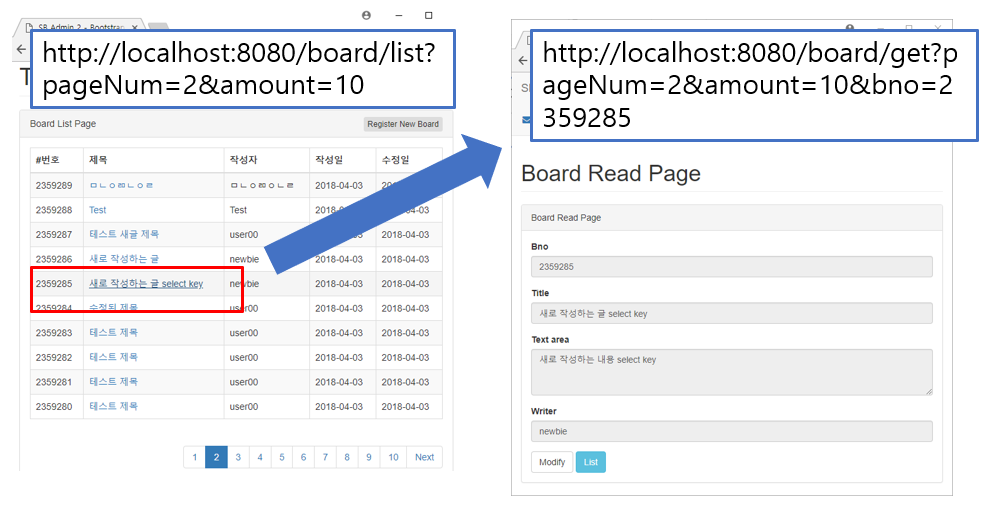 SB Admin 2 - Bootstrap
http://localhost:8080/board/list?
pageNum=2&amount=10
Board List Page
Register New Board
#번호 제목 작성자 작성일 수정일
2359289 ㅁㄴㅇㄻㄴㅇㄹ ㅁㄴㅇㄻㅇㄴㄹ 2018-04-03
2359288 Test Test 2018-04-03
2359287 테스트 새글 제목 user00 2018-04-03
2359286 새로 작성하는 글 newbie 2018-04-03 2018-04-03
2359285 새로 작성하는 글 select key newbie 2018-04-03 2018-04-03
2359284 수정된 제목 user00 2018-04-03 2018-04-03
2359283 테스트 제목 user00 2018-04-03 2018-04-03
2359282 테스트 제목 user00 2018-04-03 2018-04-03
2359281 테스트 제목 user00 2018-04-03 2018-04-03
2359280 테스트 제목 user00 2018-04-03 2018-04-03
1 2 3 4 5 6 7 8 9 10 Next
http://localhost:8080/board/get?p
ageNum=2&amount=10&bno=2
359285
Board Read Page
Board Read Page
Bno
2359285
Title
새로 작성하는 글 select key
Text area
새로 작성하는 내용 select key
Writer
newbie
Modify List